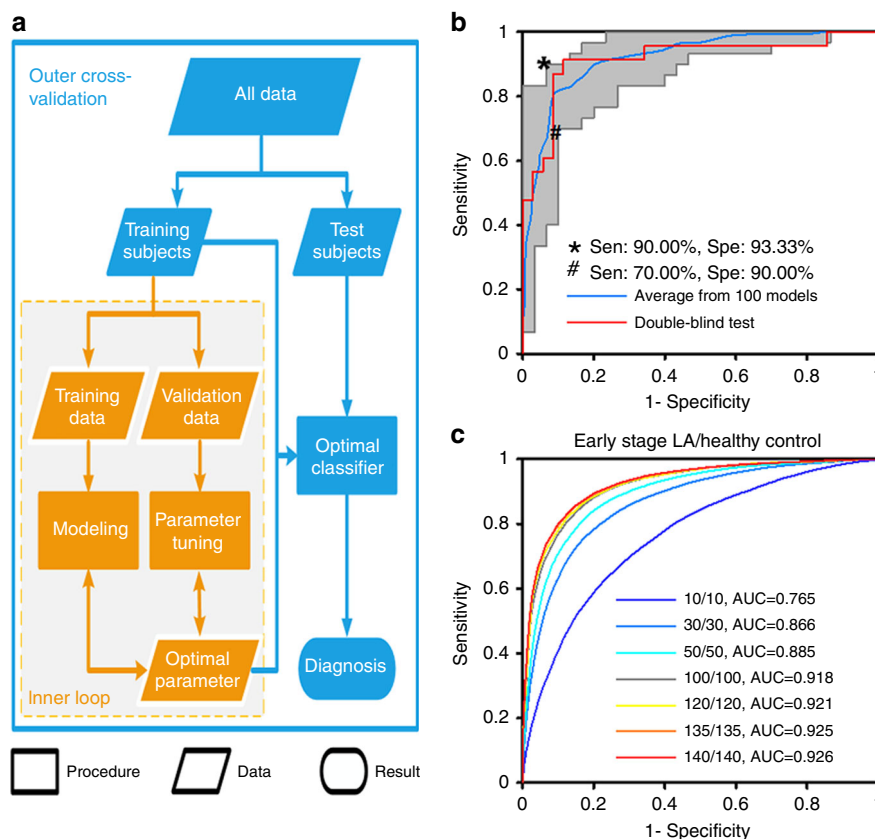 a
Outer cross-
validation
All data
Training
subjects
Test
subjects
Training
data
Validation
data
Optimal
classifier
Modeling
Parameter
tuning
Optimal
parameter
Diagnosis
Inner loop
Procedure
Data
Result
b
1
0.8
0.6
0.4
0.2
0
Sensitivity
*
#
* Sen: 90.00%, Spe: 93.33%
# Sen: 70.00%, Spe: 90.00%
Average from 100 models
Double-blind test
0 0.2 0.4 0.6 0.8 1
1- Specificity
c
Early stage LA/healthy control
1
0.8
0.6
0.4
0.2
0
Sensitivity
10/10, AUC=0.765
30/30, AUC=0.866
50/50, AUC=0.885
100/100, AUC=0.918
120/120, AUC=0.921
135/135, AUC=0.925
140/140, AUC=0.926
0 0.2 0.4 0.6 0.8
1- Specificity